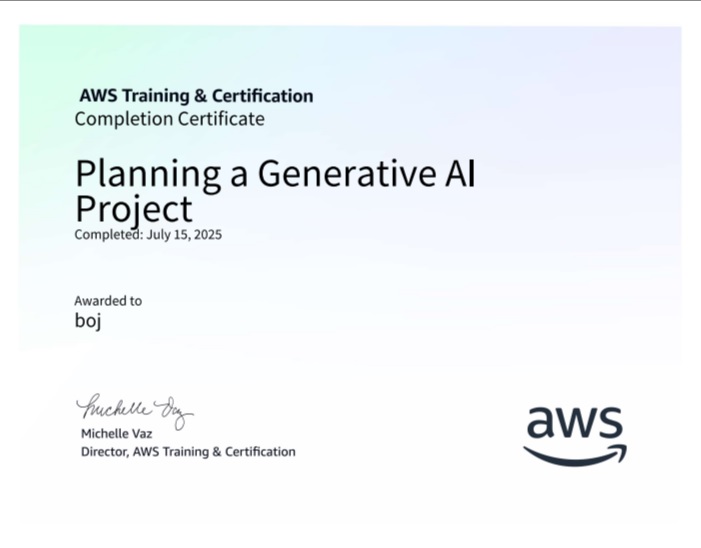 AWS Training & Certification
Completion Certificate
Planning a Generative AI
Project
Completed: July 15, 2025
Awarded to
boj
Michelle Vaz
Michelle Vaz
Director, AWS Training & Certification
aws